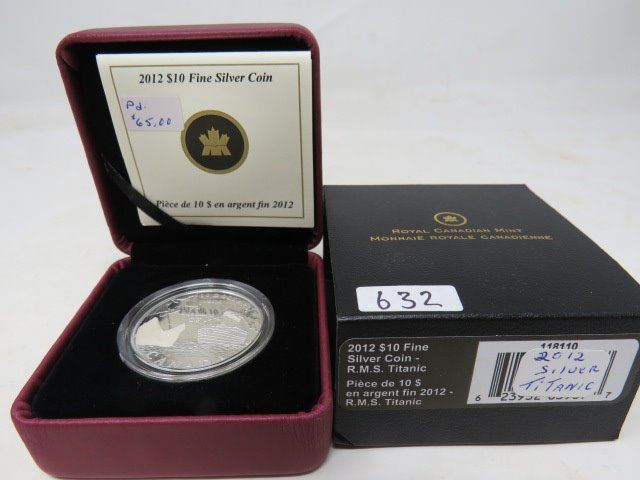 2012 $10 Fine Silver Coin
Pd.
$65,00
Pièce de 10 $ en argent fin 2012
ROYAL CANADIAN MINT
MONNAIE ROYALE CANADIENNE
632
2012 $10 Fine
Silver Coin -
R.M.S. Titanic
Pièce de 10 $
en argent fin 2012 -
R.M.S. Titanic
118110
2012
SILVER
TITANIC